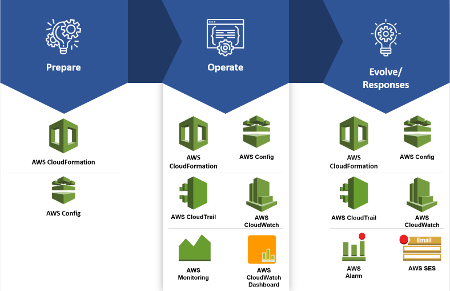 Prepare
Operate
Evolve/
Responses
AWS CloudFormation
AWS Config
AWS
CloudFormation
AWS Config
AWS CloudTrail
AWS
CloudWatch
AWS
Monitoring
AWS
CloudWatch
Dashboard
AWS
CloudFormation
AWS Config
AWS CloudTrail
AWS
CloudWatch
AWS
Alarm
Email
AWS SES